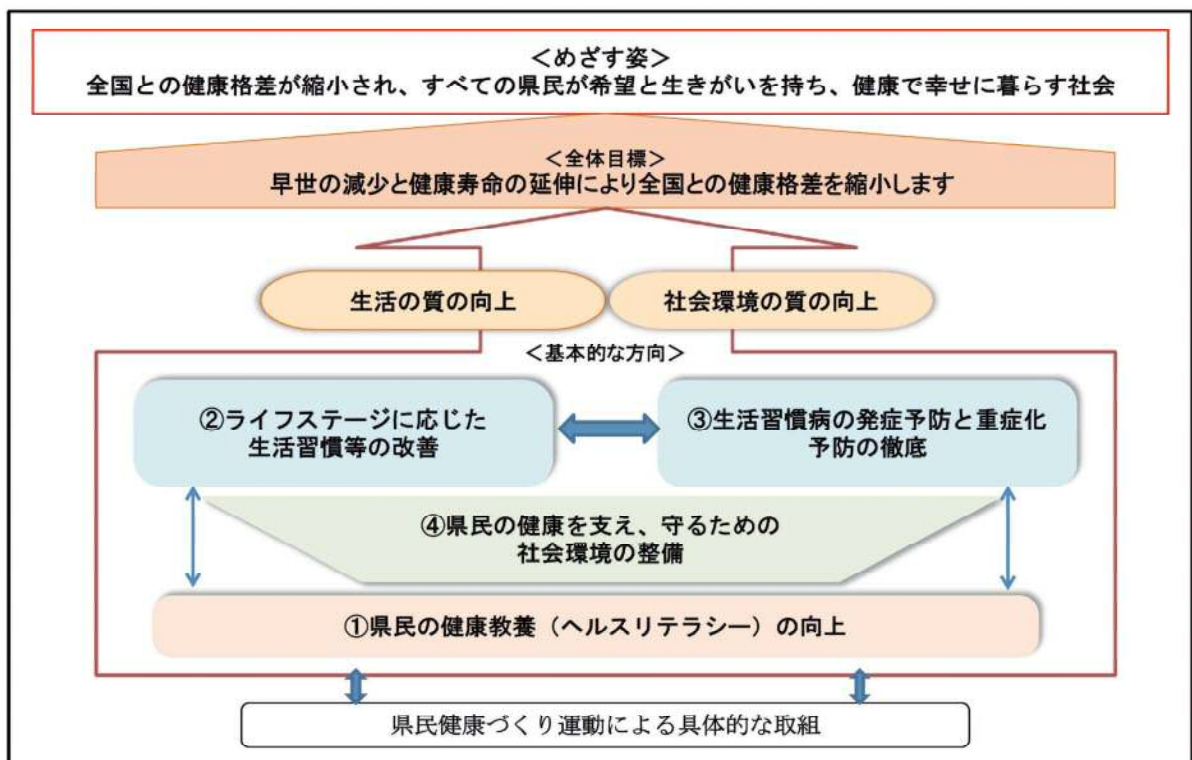 ＜めざす姿＞
全国との健康格差が縮小され、すべての県民が希望と生きがいを持ち、健康で幸せに暮らす社会
＜全体目標＞
早世の減少と健康寿命の延伸により全国との健康格差を縮小します
生活の質の向上
社会環境の質の向上
＜基本的な方向＞
②ライフステージに応じた
生活習慣等の改善
③生活習慣病の発症予防と重症化
予防の徹底
④県民の健康を支え、守るための
社会環境の整備
①県民の健康教養（ヘルスリテラシー）の向上
県民健康づくり運動による具体的な取組